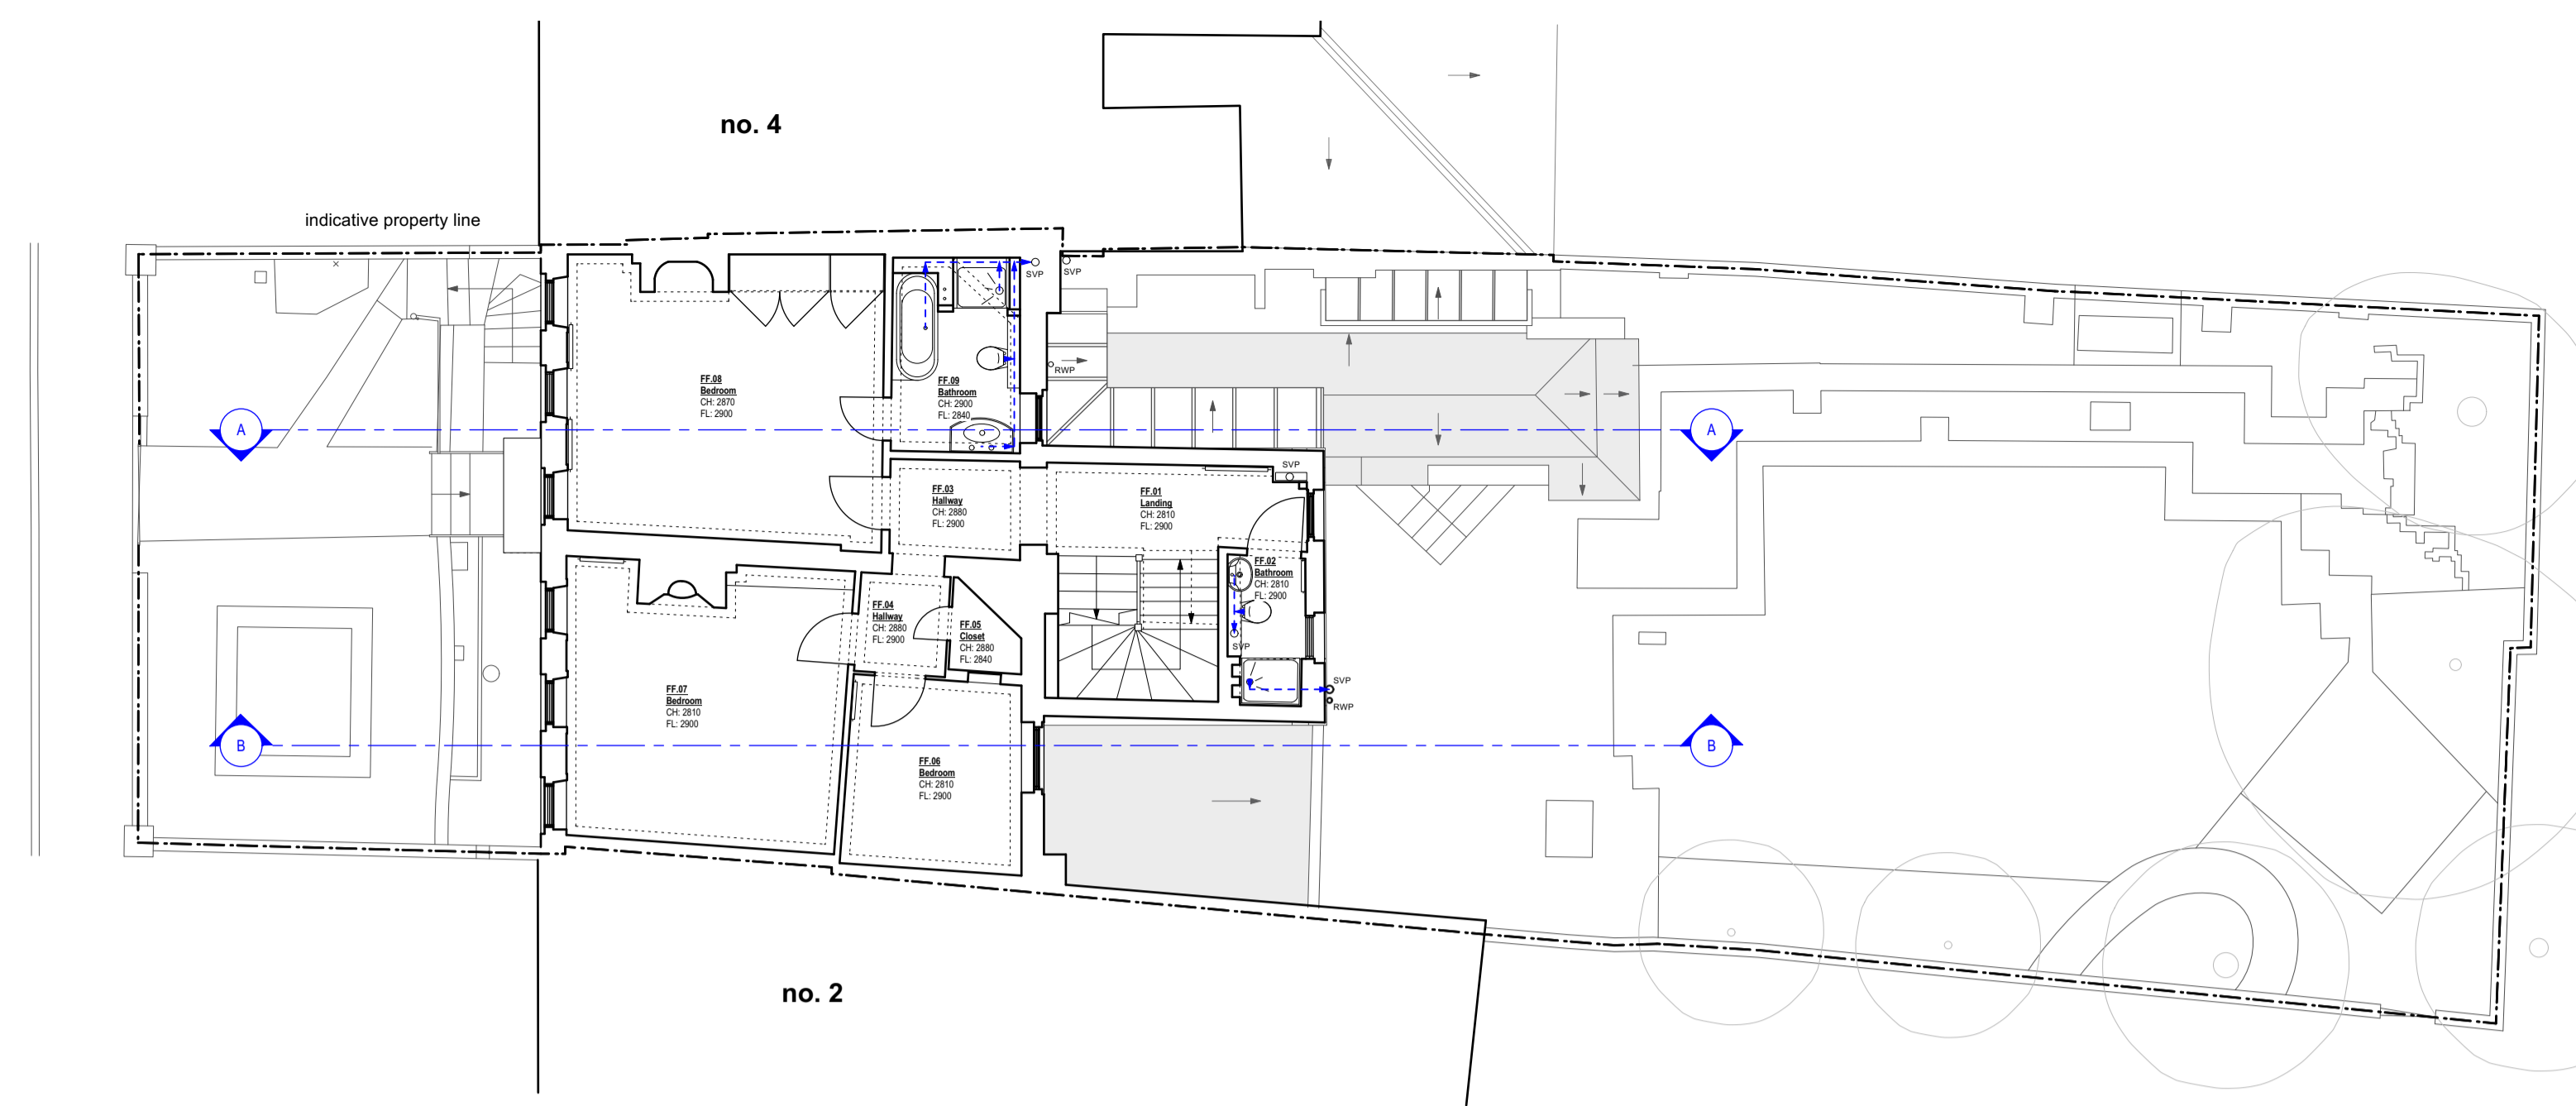 no. 4
indicative property line
SVP
SVP
RWP
FF.08
Bedroom
CH: 2870
FL: 2900
FF.09
Bathroom
CH: 2900
FL: 2840
A
A
FF.03
Hallway
CH: 2880
FL: 2900
FF.01
Landing
CH: 2810
FL: 2900
SVP
FF.02
Bathroom
CH: 2810
FL: 2900
FF.04
Hallway
CH: 2880
FL: 2900
FF.05
Closet
CH: 2880
FL: 2840
SVP
SVP
RWP
FF.07
Bedroom
CH: 2810
FL: 2900
B
B
FF.06
Bedroom
CH: 2810
FL: 2900
no. 2